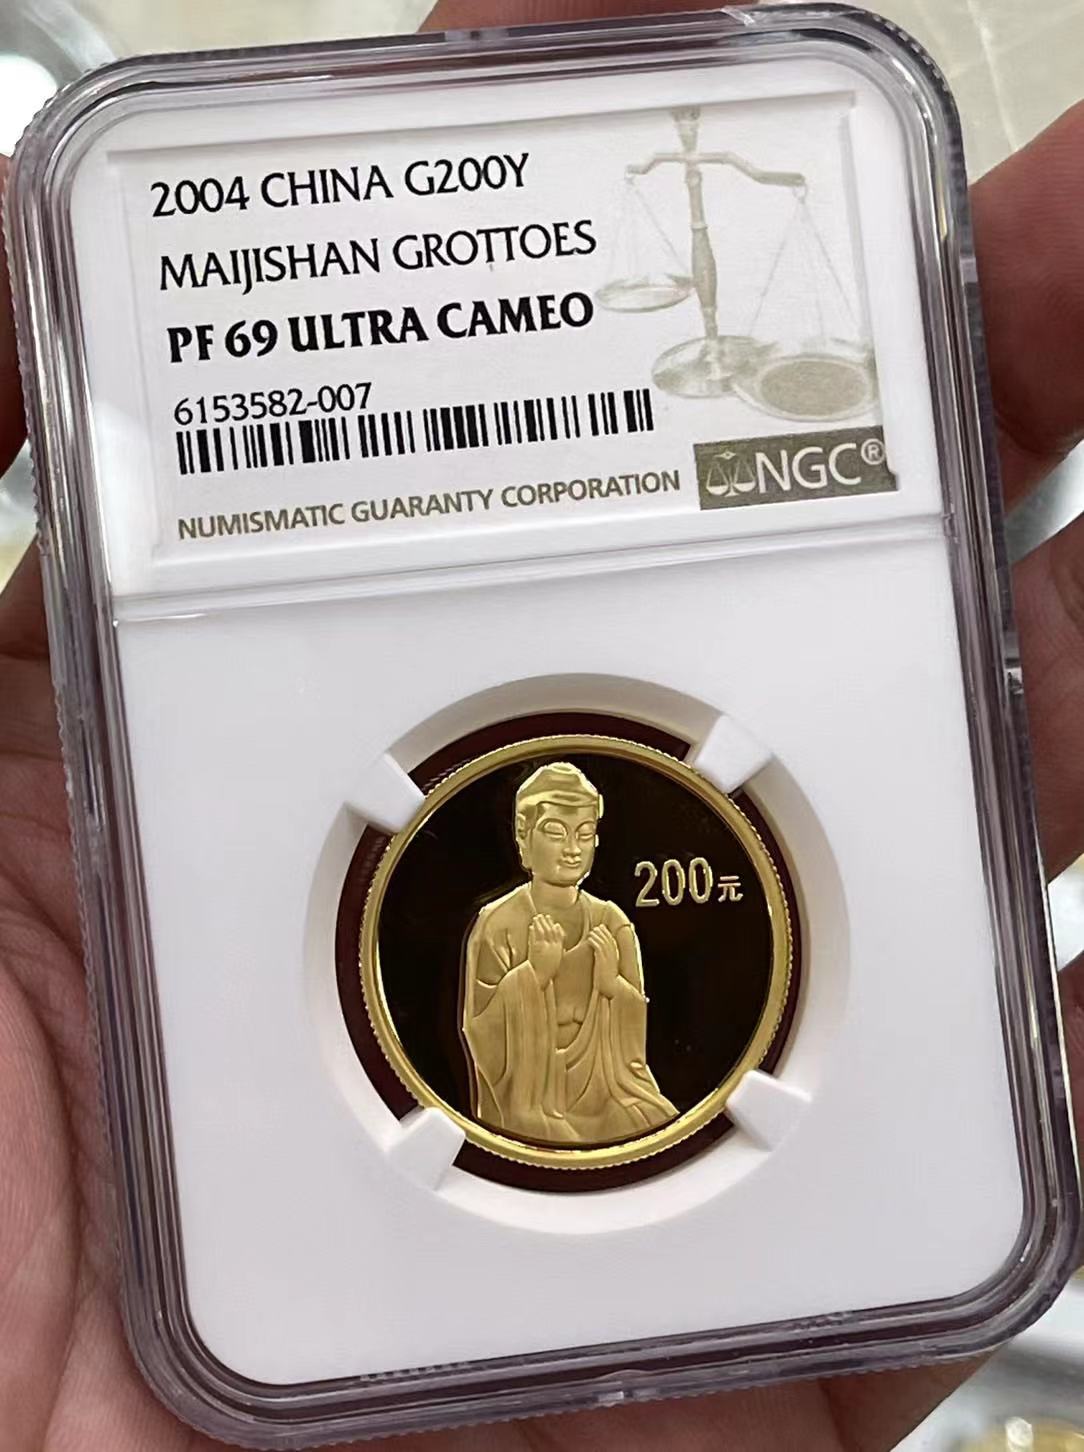 2004 CHINA G200Y
MAIJISHAN GROTTOES
PF 69 ULTRA CAMEO
6153582-007
NUMISMATIC GUARANTY CORPORATION
NGC®
200元